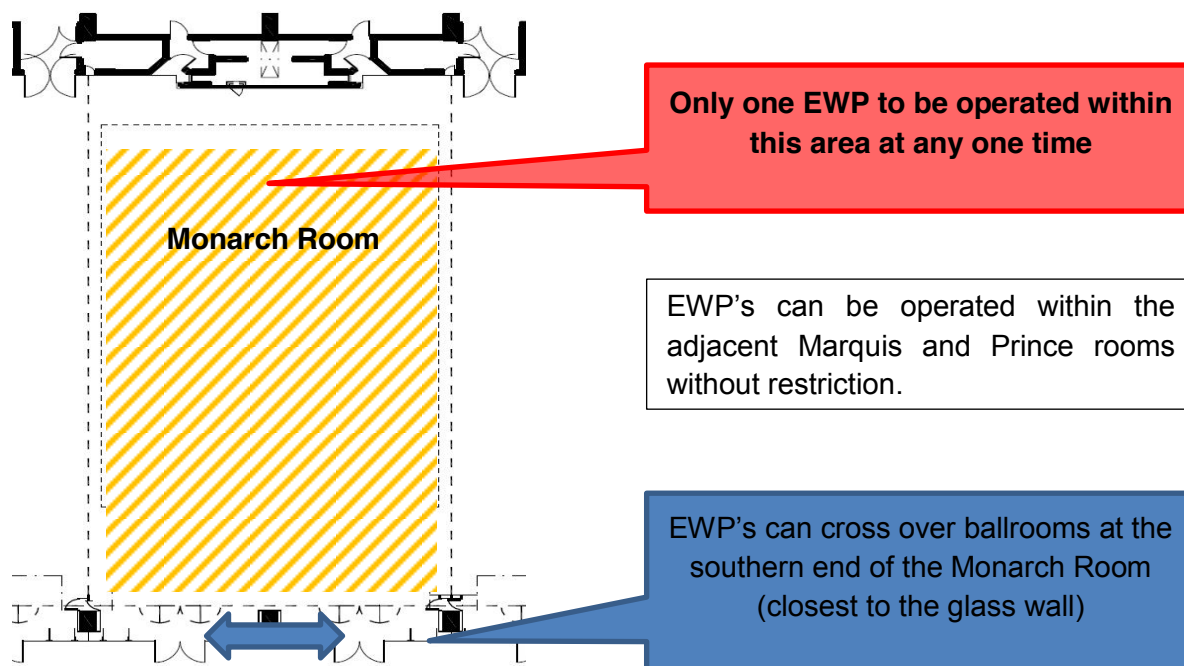 Only one EWP to be operated within
this area at any one time
Monarch Room
EWP's can be operated within the
adjacent Marquis and Prince rooms
without restriction.
EWP's can cross over ballrooms at the
southern end of the Monarch Room
(closest to the glass wall)